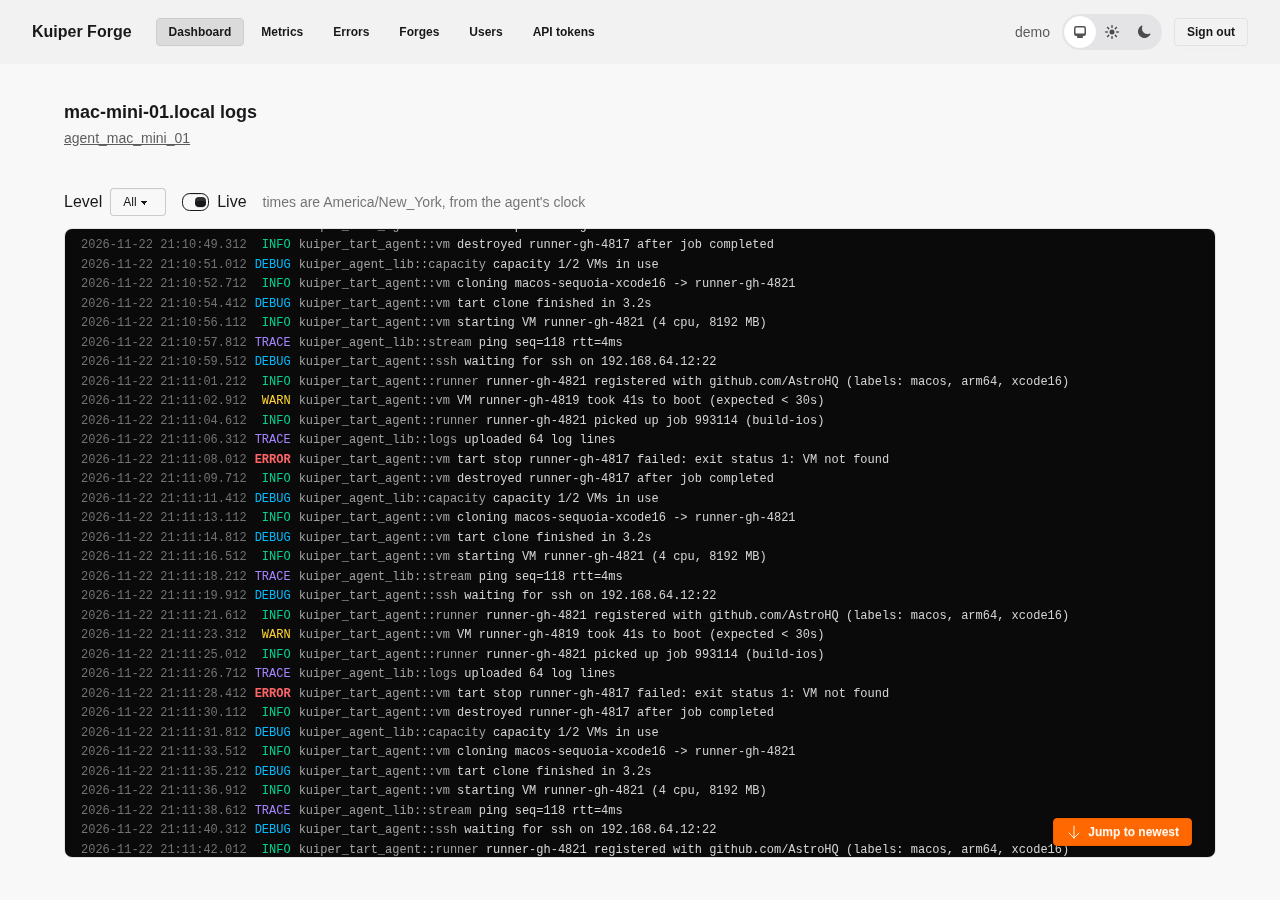 Kuiper Forge Dashboard Metrics Errors Forges Users API tokens demo Sign out
mac-mini-01.local logs
agent_mac_mini_01
Level All Live times are America/New_York, from the agent's clock
2026-11-22 21:10:49.312 INFO kuiper_tart_agent::vm destroyed runner-gh-4817 after job completed
2026-11-22 21:10:51.012 DEBUG kuiper_agent_lib::capacity capacity 1/2 VMs in use
2026-11-22 21:10:52.712 INFO kuiper_tart_agent::vm cloning macos-sequoia-xcode16 -> runner-gh-4821
2026-11-22 21:10:54.412 DEBUG kuiper_tart_agent::vm tart clone finished in 3.2s
2026-11-22 21:10:56.112 INFO kuiper_tart_agent::vm starting VM runner-gh-4821 (4 cpu, 8192 MB)
2026-11-22 21:10:57.812 TRACE kuiper_agent_lib::stream ping seq=118 rtt=4ms
2026-11-22 21:10:59.512 DEBUG kuiper_tart_agent::ssh waiting for ssh on 192.168.64.12:22
2026-11-22 21:11:01.212 INFO kuiper_tart_agent::runner runner-gh-4821 registered with github.com/AstroHQ (labels: macos, arm64, xcode16)
2026-11-22 21:11:02.912 WARN kuiper_tart_agent::vm VM runner-gh-4819 took 41s to boot (expected < 30s)
2026-11-22 21:11:04.612 INFO kuiper_tart_agent::runner runner-gh-4821 picked up job 993114 (build-ios)
2026-11-22 21:11:06.312 TRACE kuiper_agent_lib::logs uploaded 64 log lines
2026-11-22 21:11:08.012 ERROR kuiper_tart_agent::vm tart stop runner-gh-4817 failed: exit status 1: VM not found
2026-11-22 21:11:09.712 INFO kuiper_tart_agent::vm destroyed runner-gh-4817 after job completed
2026-11-22 21:11:11.412 DEBUG kuiper_agent_lib::capacity capacity 1/2 VMs in use
2026-11-22 21:11:13.112 INFO kuiper_tart_agent::vm cloning macos-sequoia-xcode16 -> runner-gh-4821
2026-11-22 21:11:14.812 DEBUG kuiper_tart_agent::vm tart clone finished in 3.2s
2026-11-22 21:11:16.512 INFO kuiper_tart_agent::vm starting VM runner-gh-4821 (4 cpu, 8192 MB)
2026-11-22 21:11:18.212 TRACE kuiper_agent_lib::stream ping seq=118 rtt=4ms
2026-11-22 21:11:19.912 DEBUG kuiper_tart_agent::ssh waiting for ssh on 192.168.64.12:22
2026-11-22 21:11:21.612 INFO kuiper_tart_agent::runner runner-gh-4821 registered with github.com/AstroHQ (labels: macos, arm64, xcode16)
2026-11-22 21:11:23.312 WARN kuiper_tart_agent::vm VM runner-gh-4819 took 41s to boot (expected < 30s)
2026-11-22 21:11:25.012 INFO kuiper_tart_agent::runner runner-gh-4821 picked up job 993114 (build-ios)
2026-11-22 21:11:26.712 TRACE kuiper_agent_lib::logs uploaded 64 log lines
2026-11-22 21:11:28.412 ERROR kuiper_tart_agent::vm tart stop runner-gh-4817 failed: exit status 1: VM not found
2026-11-22 21:11:30.112 INFO kuiper_tart_agent::vm destroyed runner-gh-4817 after job completed
2026-11-22 21:11:31.812 DEBUG kuiper_agent_lib::capacity capacity 1/2 VMs in use
2026-11-22 21:11:33.512 INFO kuiper_tart_agent::vm cloning macos-sequoia-xcode16 -> runner-gh-4821
2026-11-22 21:11:35.212 DEBUG kuiper_tart_agent::vm tart clone finished in 3.2s
2026-11-22 21:11:36.912 INFO kuiper_tart_agent::vm starting VM runner-gh-4821 (4 cpu, 8192 MB)
2026-11-22 21:11:38.612 TRACE kuiper_agent_lib::stream ping seq=118 rtt=4ms
2026-11-22 21:11:40.312 DEBUG kuiper_tart_agent::ssh waiting for ssh on 192.168.64.12:22
Jump to newest
2026-11-22 21:11:42.012 INFO kuiper_tart_agent::runner runner-gh-4821 registered with github.com/AstroHQ (labels: macos, arm64, xcode16)